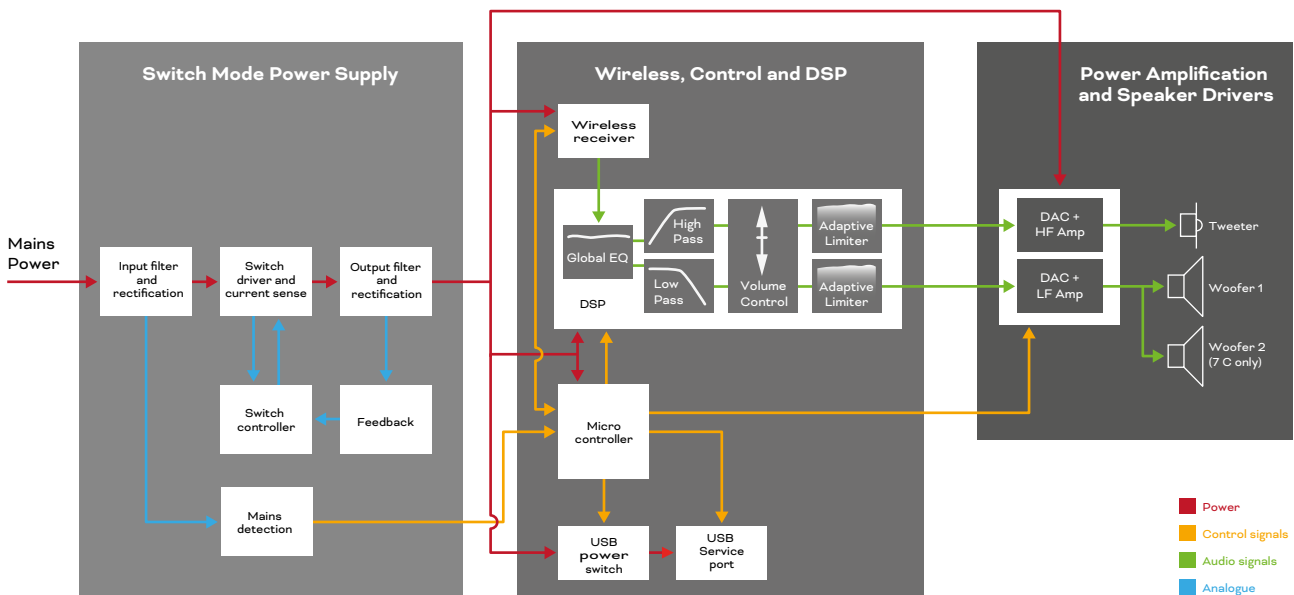 Switch Mode Power Supply
Wireless, Control and DSP
Power Amplification
and Speaker Drivers
Mains
Power
Input filter
and
rectification
Switch
driver and
current sense
Output filter
and
rectification
Switch
controller
Feedback
Mains
detection
Wireless
receiver
Global EQ
DSP
High
Pass
Low
Pass
Volume
Control
Adaptive
Limiter
Adaptive
Limiter
Micro
controller
USB
power
switch
USB
Service
port
DAC +
HF Amp
DAC +
LF Amp
Tweeter
Woofer 1
Woofer 2
(7 C only)
Power
Control signals
Audio signals
Analogue